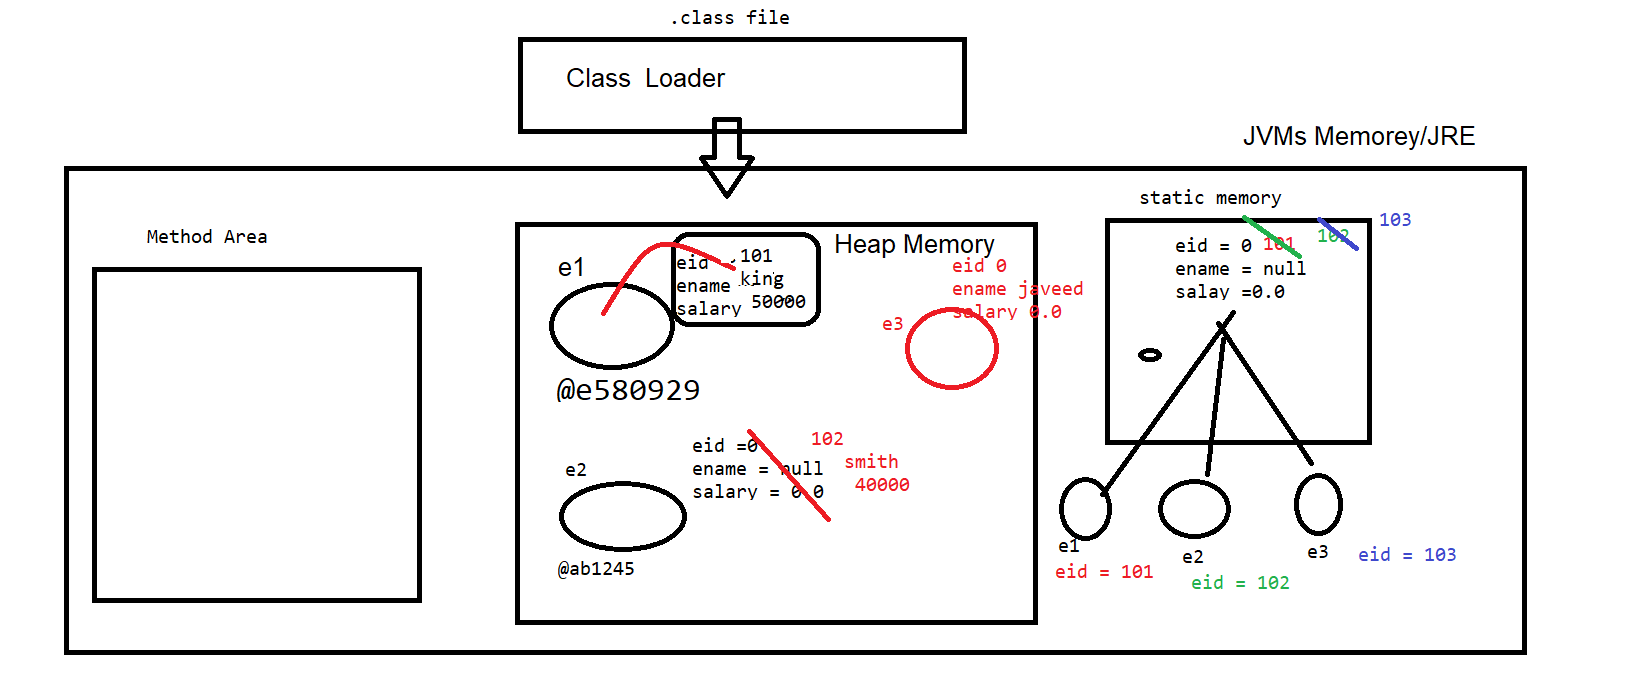 .class file
Class Loader
JVMs Memorey/JRE
Method Area
Heap Memory
e1
eid 101
ename king
salary 50000
@e580929
eid 0
ename javeed
salary 0.0
e3
e2
eid =0 102
ename = null smith
salary = 0.0 40000
@ab1245
static memory
eid = 0 101 102 103
ename = null
salay =0.0
e1
eid = 101
e2
eid = 102
e3
eid = 103